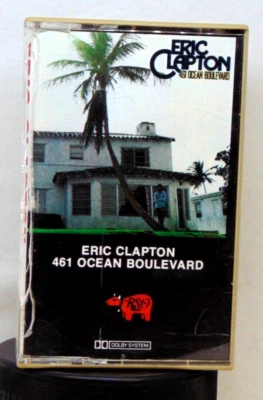 ERIC
CLAPTON
461 OCEAN BOULEVARD
ERIC CLAPTON
461 OCEAN BOULEVARD
RSO
DOLBY SYSTEM